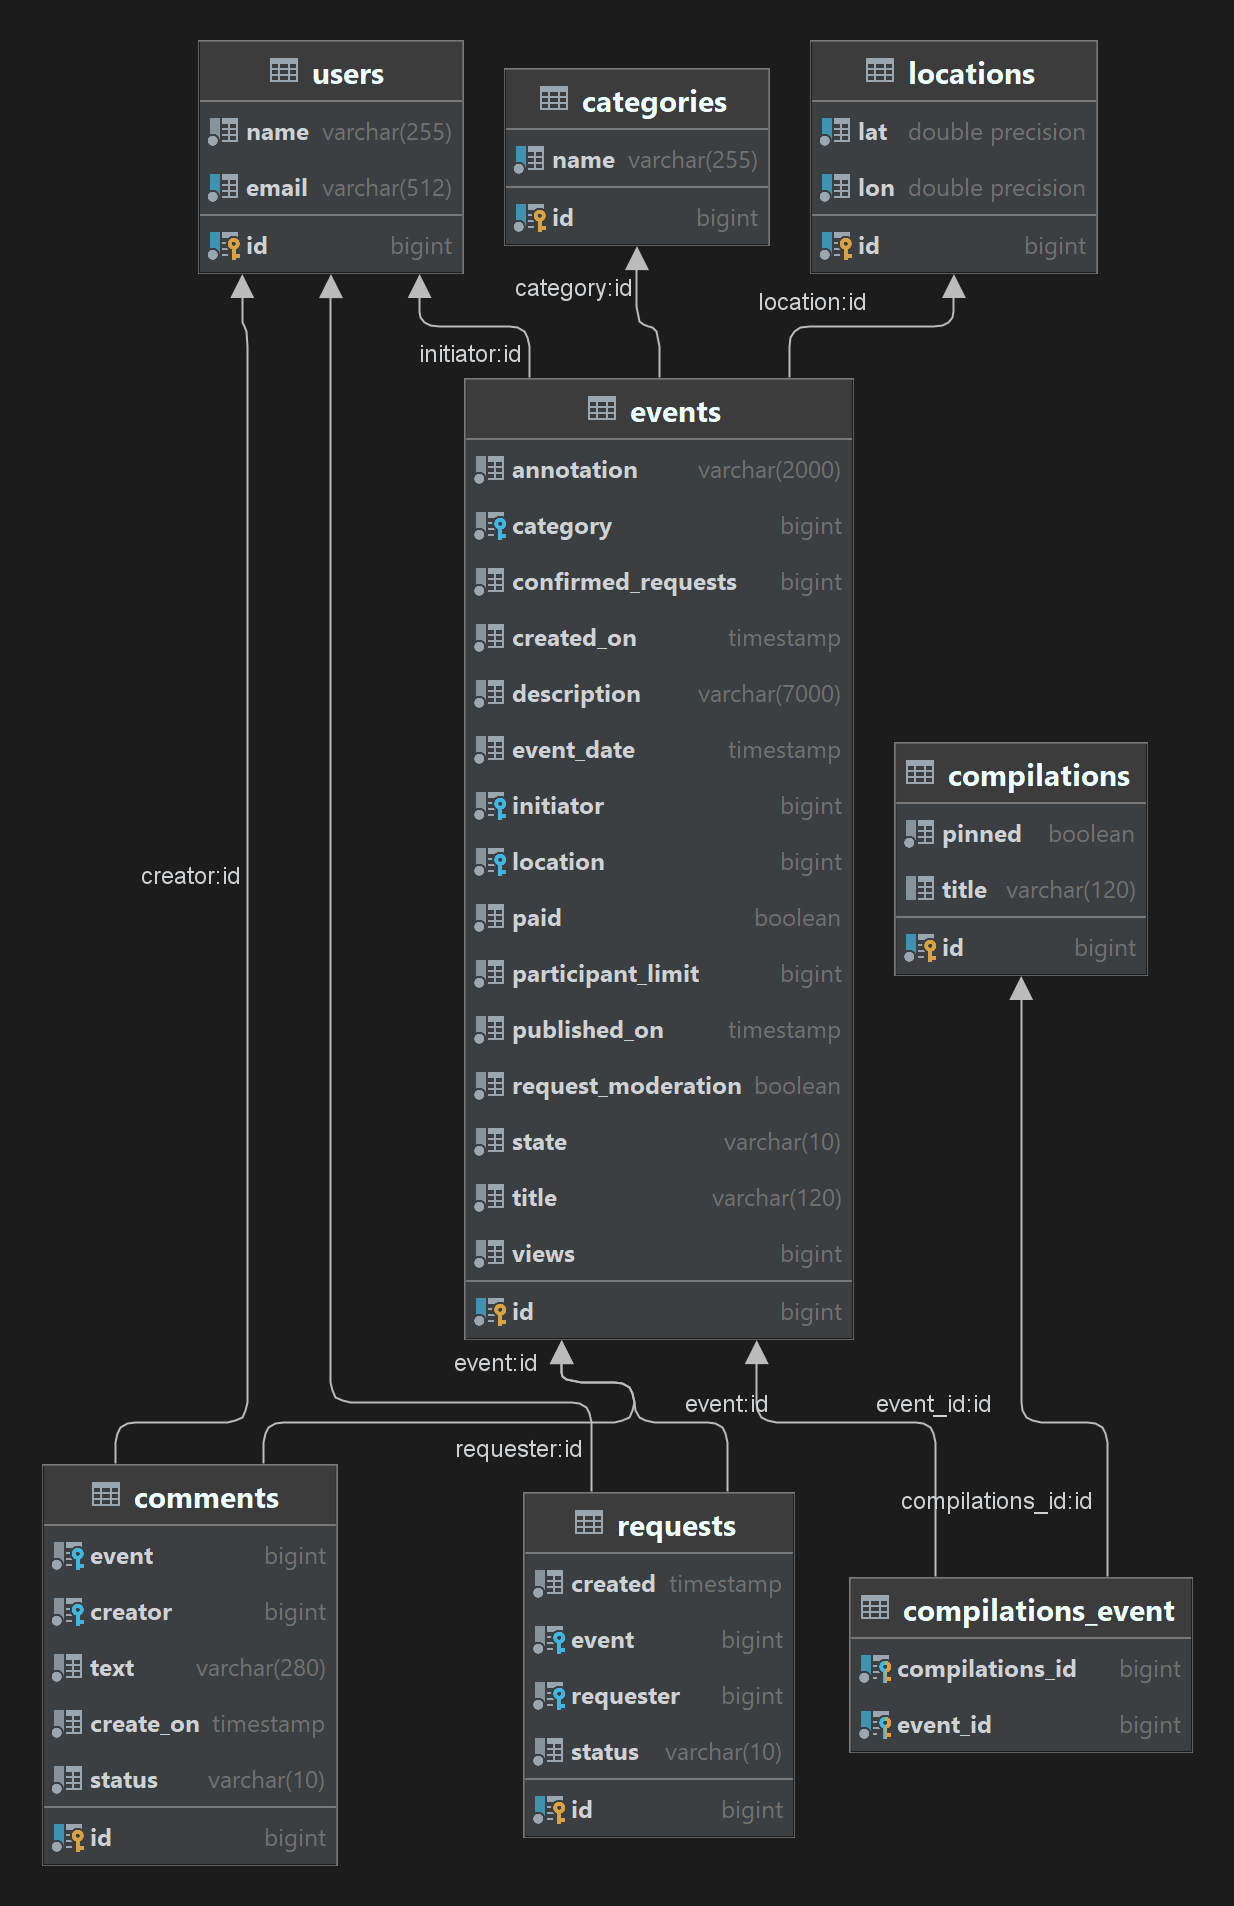 users
name varchar(255)
email varchar(512)
id bigint
categories
name varchar(255)
id bigint
locations
lat double precision
lon double precision
id bigint
category:id
location:id
initiator:id
events
annotation varchar(2000)
category bigint
confirmed_requests bigint
created_on timestamp
description varchar(7000)
event_date timestamp
initiator bigint
location bigint
paid boolean
participant_limit bigint
published_on timestamp
request_moderation boolean
state varchar(10)
title varchar(120)
views bigint
id bigint
compilations
pinned boolean
title varchar(120)
id bigint
creator:id
event:id
event:id
event_id:id
requester:id
compilations_id:id
comments
event bigint
creator bigint
text varchar(280)
create_on timestamp
status varchar(10)
id bigint
requests
created timestamp
event bigint
requester bigint
status varchar(10)
id bigint
compilations_event
compilations_id bigint
event_id bigint